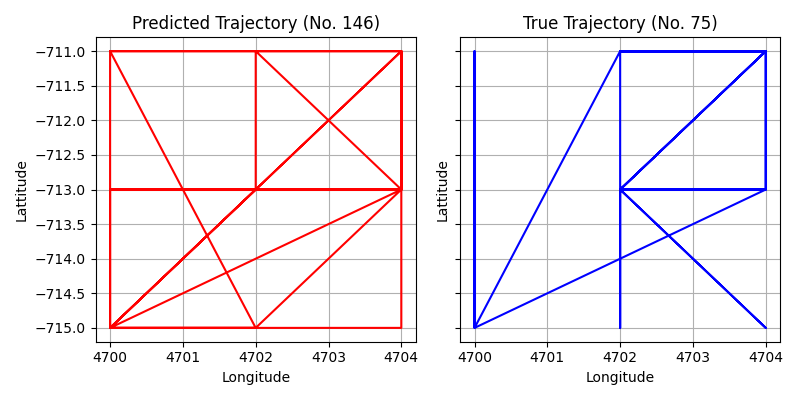 Predicted Trajectory (No. 146)
True Trajectory (No. 75)
Lattitude
−711.0
−711.5
−712.0
−712.5
−713.0
−713.5
−714.0
−714.5
−715.0
4700 4701 4702 4703 4704
Longitude
Lattitude
4700 4701 4702 4703 4704
Longitude